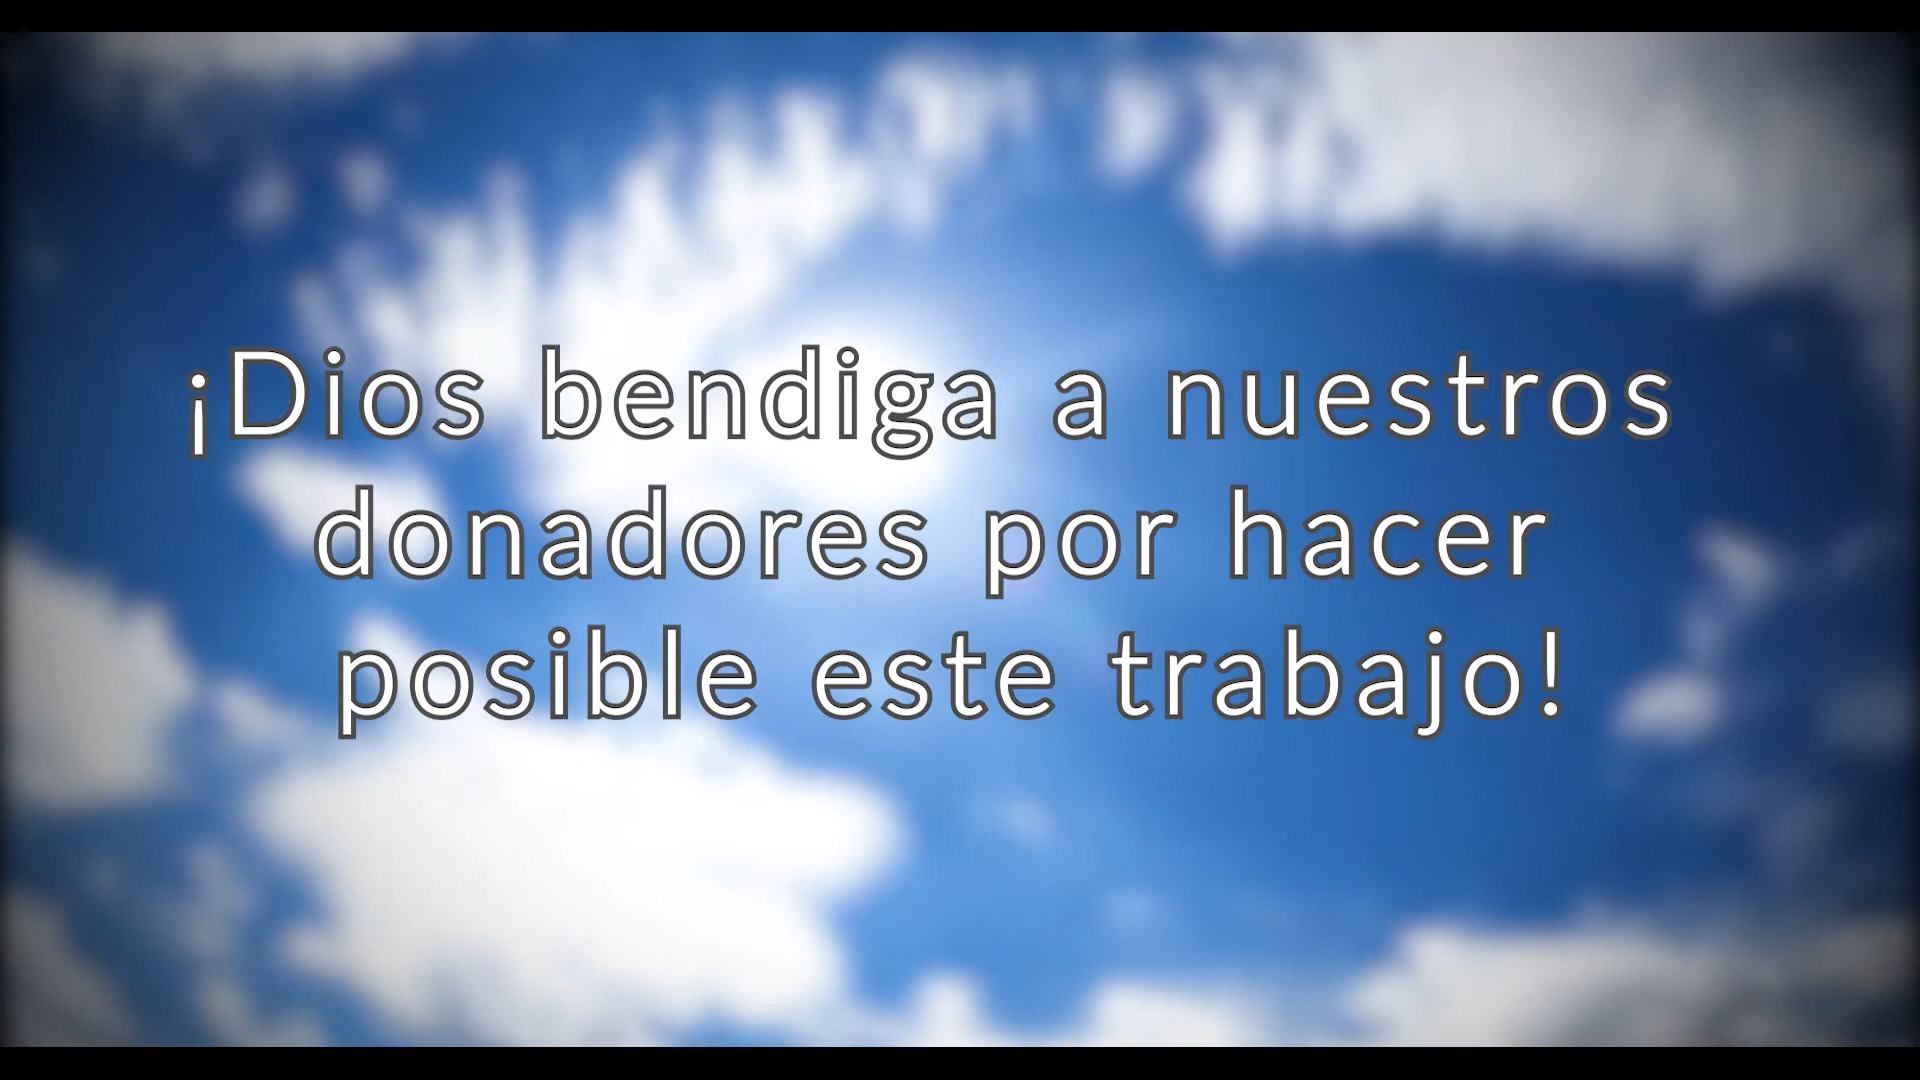 ¡Dios bendiga a nuestros
donadores por hacer
posible este trabajo!